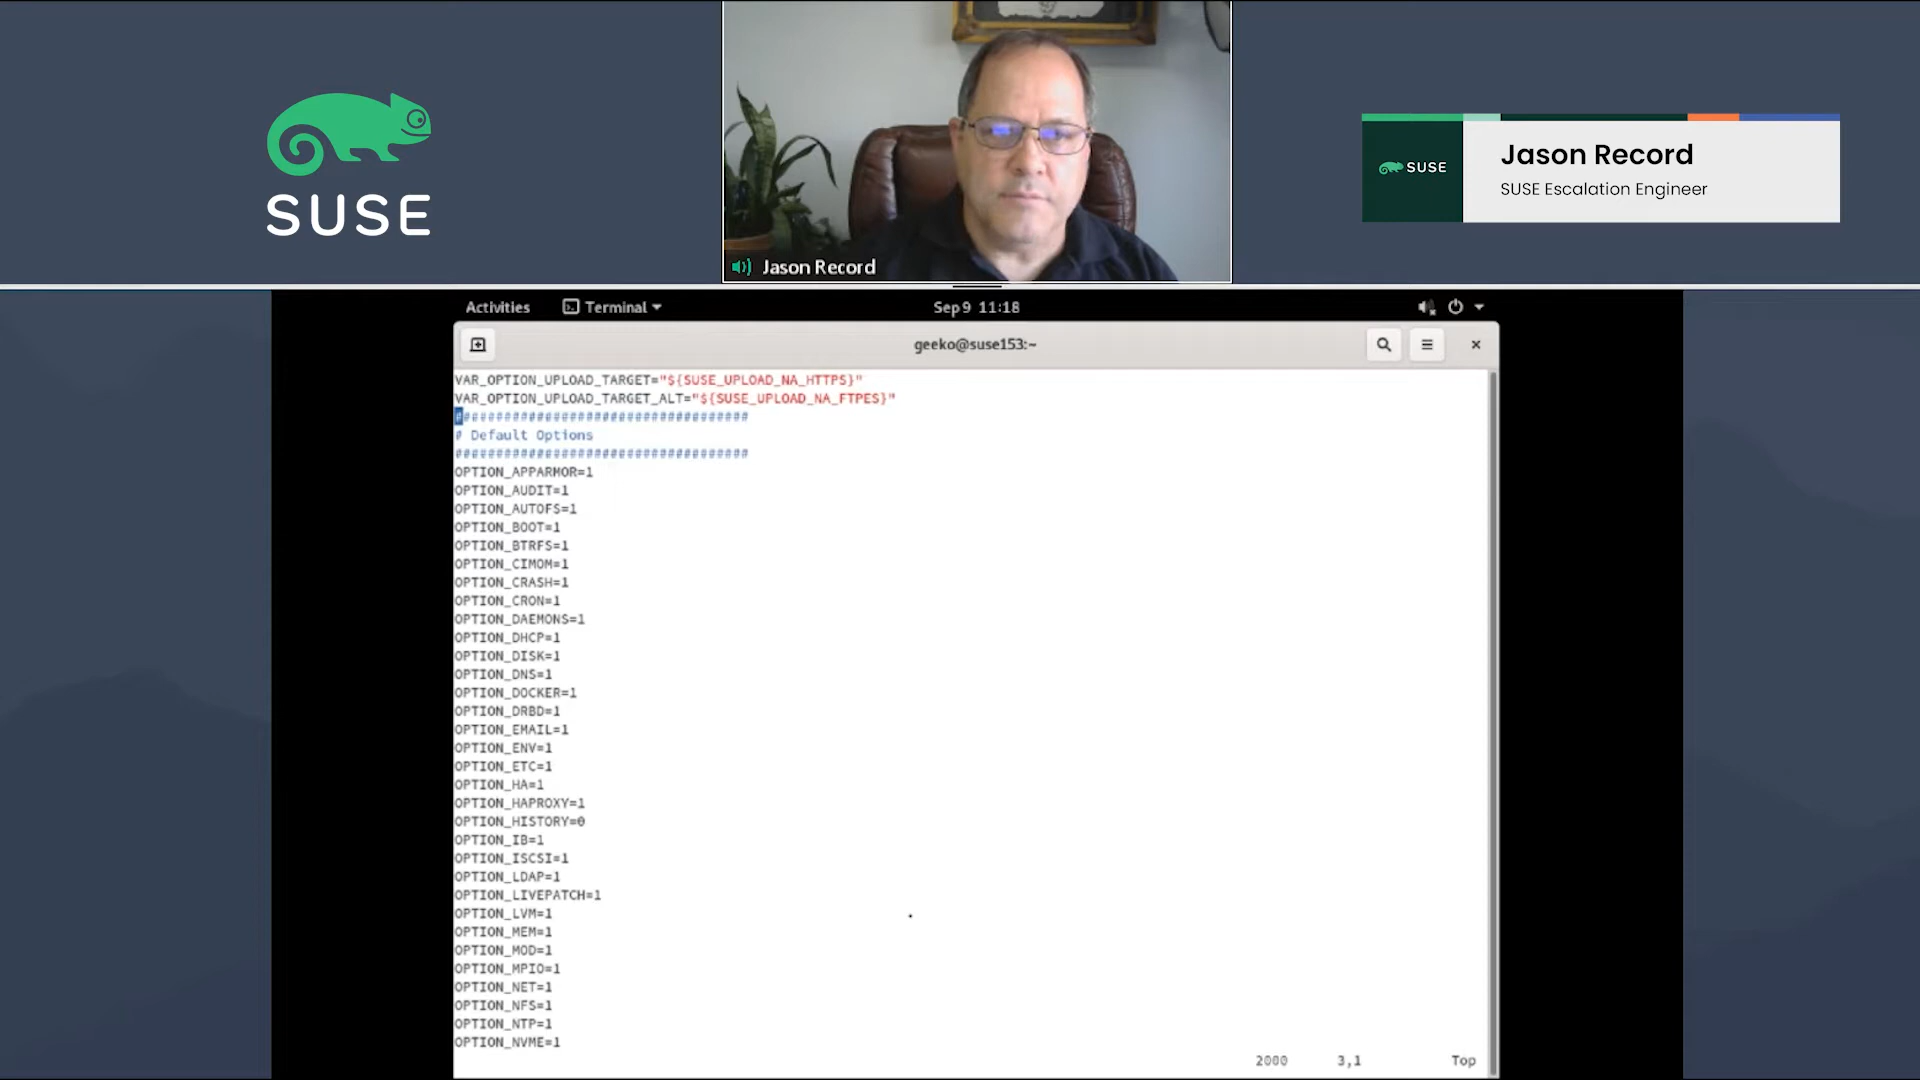 SUSE
Jason Record
SUSE
Jason Record
SUSE Escalation Engineer
Activities
Terminal
Sep 9 11:18
geeko@suse153:~
VAR_OPTION_UPLOAD_TARGET="${SUSE_UPLOAD_NA_HTTPS}"
VAR_OPTION_UPLOAD_TARGET_ALT="${SUSE_UPLOAD_NA_FTPES}"
####################################
# Default Options
####################################
OPTION_APPARMOR=1
OPTION_AUDIT=1
OPTION_AUTOFS=1
OPTION_BOOT=1
OPTION_BTRFS=1
OPTION_CIMOM=1
OPTION_CRASH=1
OPTION_CRON=1
OPTION_DAEMONS=1
OPTION_DHCP=1
OPTION_DISK=1
OPTION_DNS=1
OPTION_DOCKER=1
OPTION_DRBD=1
OPTION_EMAIL=1
OPTION_ENV=1
OPTION_ETC=1
OPTION_HA=1
OPTION_HAPROXY=1
OPTION_HISTORY=0
OPTION_IB=1
OPTION_ISCSI=1
OPTION_LDAP=1
OPTION_LIVEPATCH=1
OPTION_LVM=1
OPTION_MEM=1
OPTION_MOD=1
OPTION_MPIO=1
OPTION_NET=1
OPTION_NFS=1
OPTION_NTP=1
OPTION_NVME=1
2000 3,1 Top